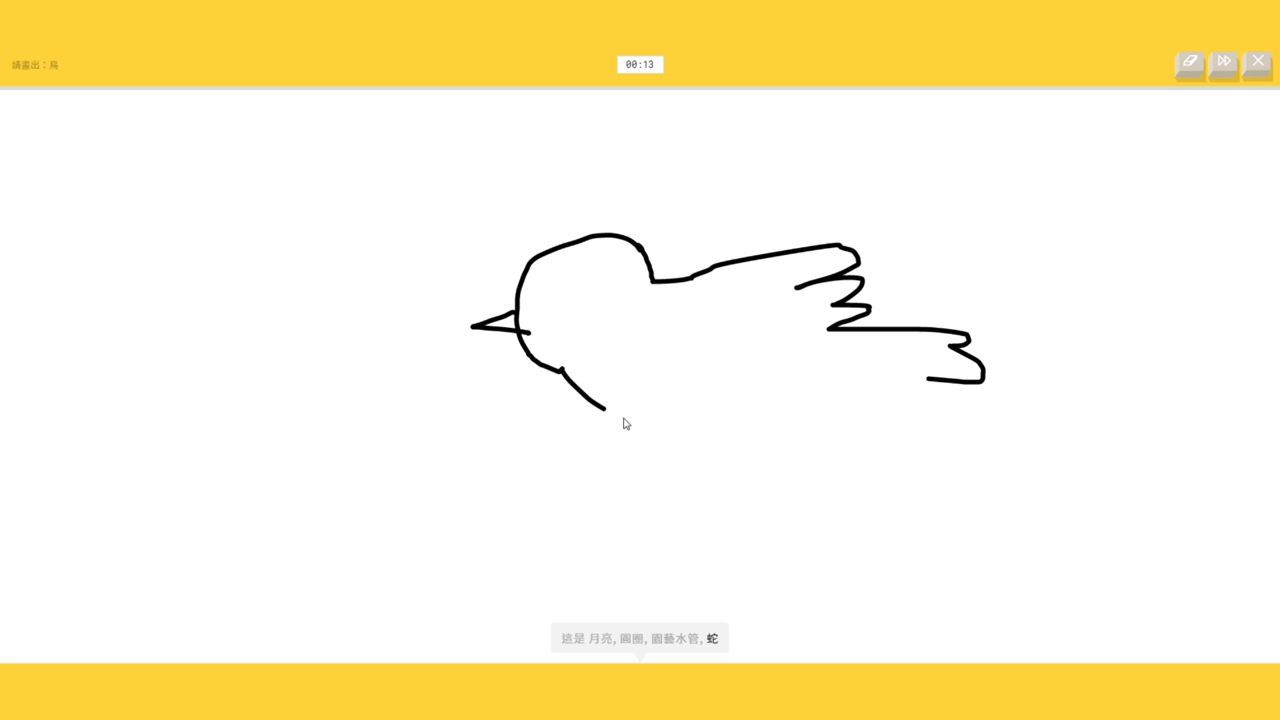 請畫出：鳥
00:13
這是 月亮, 圓圈, 園藝水管, 蛇